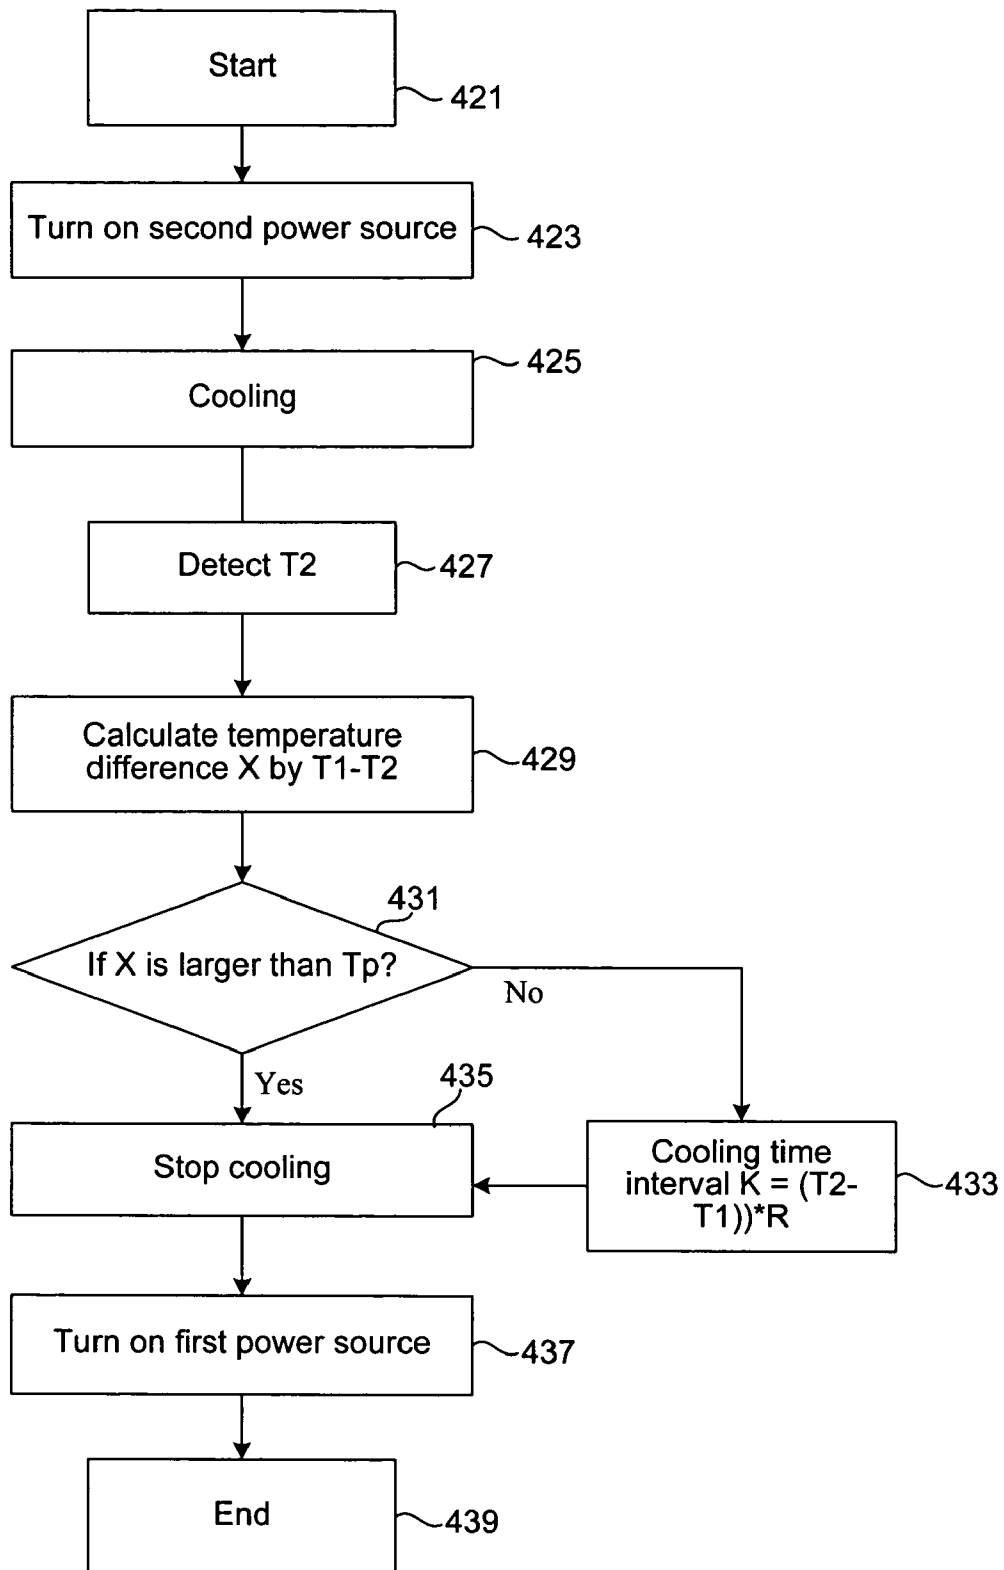 Start
421
Turn on second power source
423
425
Cooling
Detect T2
427
Calculate temperature
difference X by T1-T2
429
431
If X is larger than Tp?
No
Yes
435
Stop cooling
Cooling time
interval K = (T2-
T1))*R
433
Turn on first power source
437
End
439